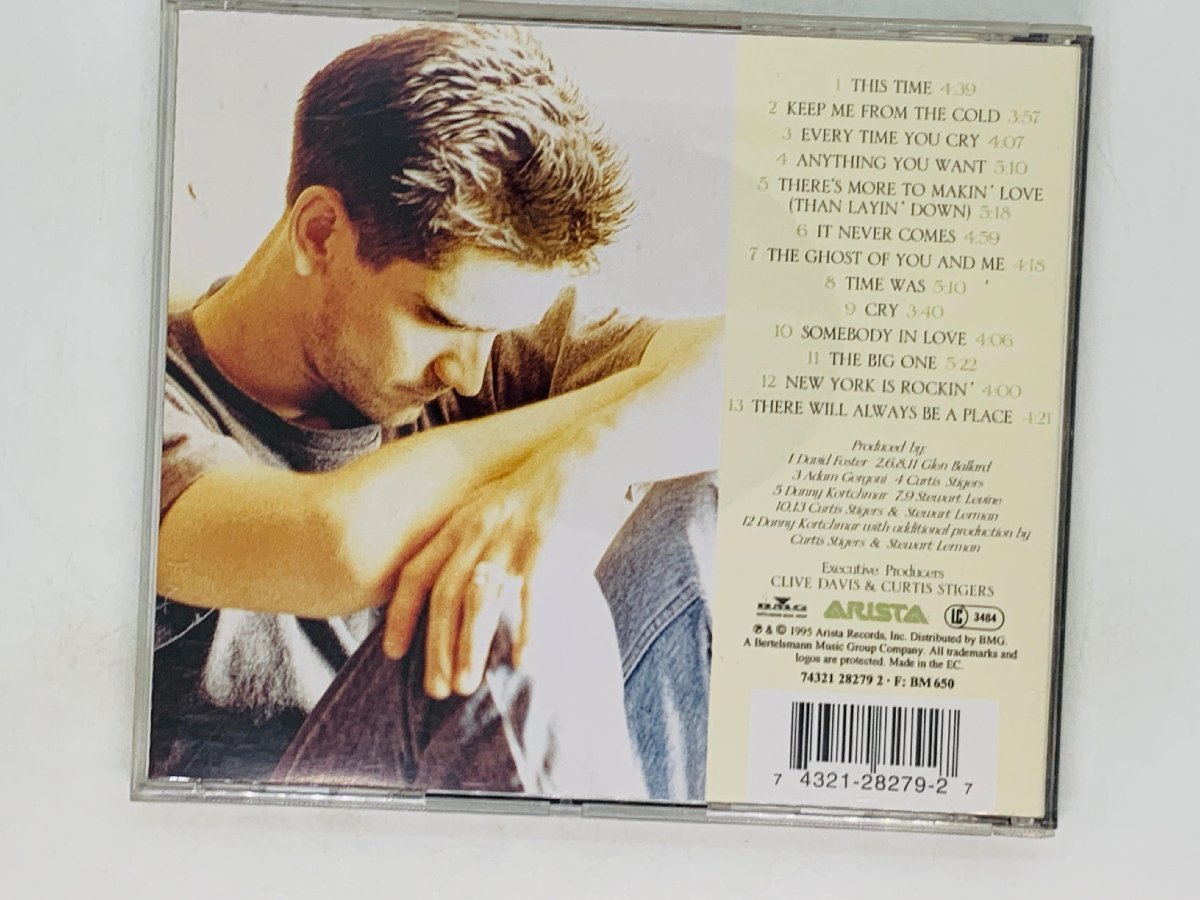 1 THIS TIME 4:39
2 KEEP ME FROM THE COLD 3:57
3 EVERY TIME YOU CRY 4:07
4 ANYTHING YOU WANT 5:10
5 THERE'S MORE TO MAKIN' LOVE
(THAN LAYIN' DOWN) 5:18
6 IT NEVER COMES 4:59
7 THE GHOST OF YOU AND ME 4:18
8 TIME WAS 5:10
9 CRY 3:40
10 SOMEBODY IN LOVE 4:06
11 THE BIG ONE 5:22
12 NEW YORK IS ROCKIN' 4:00
13 THERE WILL ALWAYS BE A PLACE 4:21
Produced by:
1 David Foster 2,6,8,11 Glen Ballard
3 Adam Gorgoni 4 Curtis Stigers
5 Danny Kortchmar 7,9 Stewart Levine
10,13 Curtis Stigers & Stewart Lerman
12 Danny Kortchmar with additional production by
Curtis Stigers & Stewart Lerman
Executive Producers
CLIVE DAVIS & CURTIS STIGERS
BMG ARISTA LC 3484
℗ & © 1995 Arista Records, Inc. Distributed by BMG.
A Bertelsmann Music Group Company. All trademarks and
logos are protected. Made in the EC.
74321 28279 2 · F: BM 650
7 4321-28279-2 7